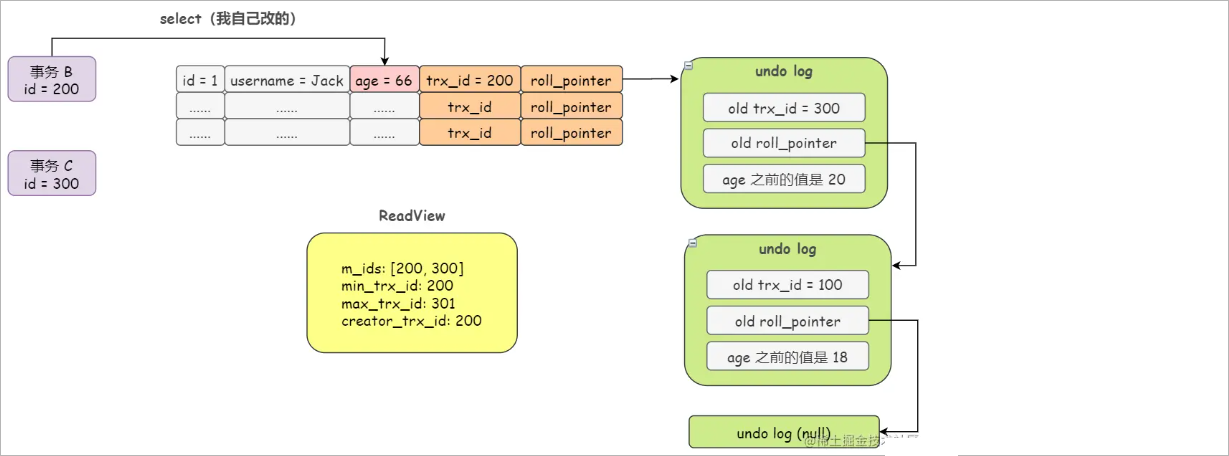 select（我自己改的）
事务 B
id = 200
id = 1 username = Jack age = 66 trx_id = 200 roll_pointer
...... ...... ...... trx_id roll_pointer
...... ...... ...... trx_id roll_pointer
事务 C
id = 300
undo log
old trx_id = 300
old roll_pointer
age 之前的值是 20
ReadView
m_ids: [200, 300]
min_trx_id: 200
max_trx_id: 301
creator_trx_id: 200
undo log
old trx_id = 100
old roll_pointer
age 之前的值是 18
undo log (null)
@稀土掘金技术社区